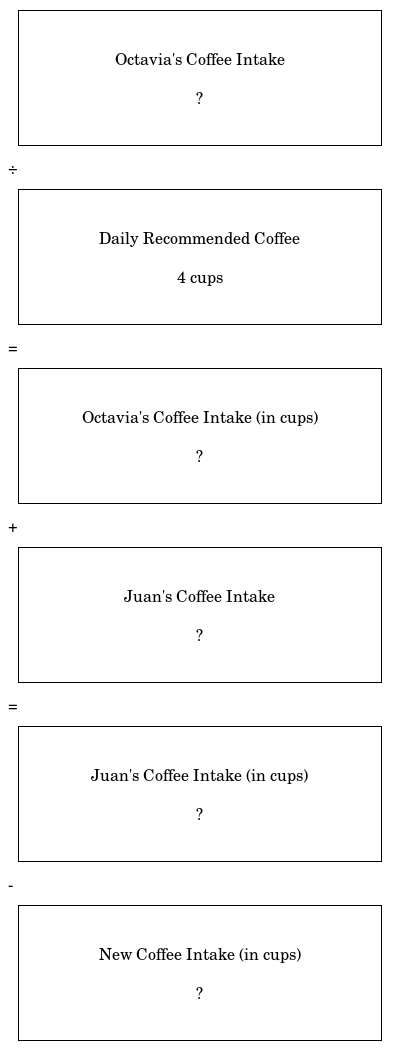 Octavia's Coffee Intake
?
÷
Daily Recommended Coffee
4 cups
=
Octavia's Coffee Intake (in cups)
?
+
Juan's Coffee Intake
?
=
Juan's Coffee Intake (in cups)
?
-
New Coffee Intake (in cups)
?